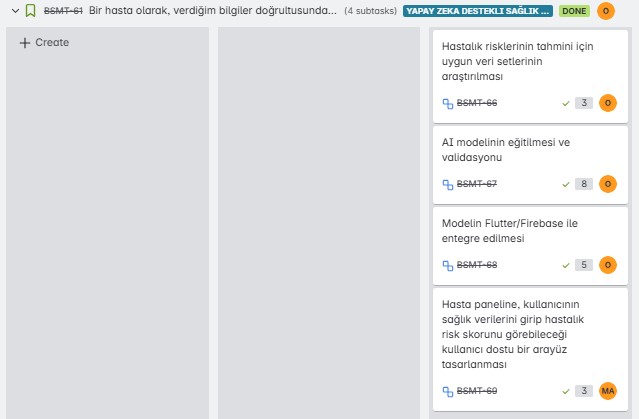 BSMT-61 Bir hasta olarak, verdiğim bilgiler doğrultusunda... (4 subtasks) YAPAY ZEKA DESTEKLI SAĞLIK ... DONE O
+ Create
Hastalık risklerinin tahmini için
uygun veri setlerinin
araştırılması
BSMT-66 3 O
AI modelinin eğitilmesi ve
validasyonu
BSMT-67 8 O
Modelin Flutter/Firebase ile
entegre edilmesi
BSMT-68 5 O
Hasta paneline, kullanıcının
sağlık verilerini girip hastalık
risk skorunu görebileceği
kullanıcı dostu bir arayüz
tasarlanması
BSMT-69 3 MA